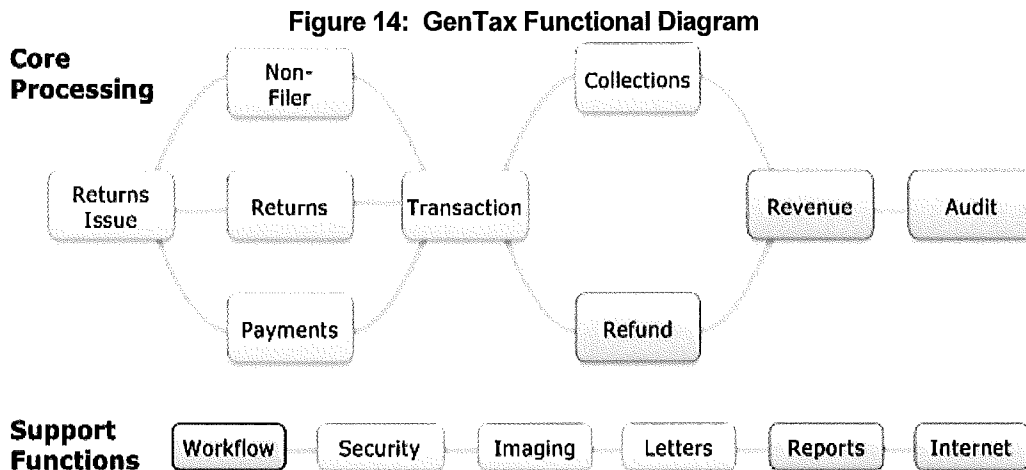 Figure 14: GenTax Functional Diagram
Core
Processing
Non-
Filer
Collections
Returns
Issue
Returns
Transaction
Revenue
Audit
Payments
Refund
Support
Functions
Workflow
Security
Imaging
Letters
Reports
Internet